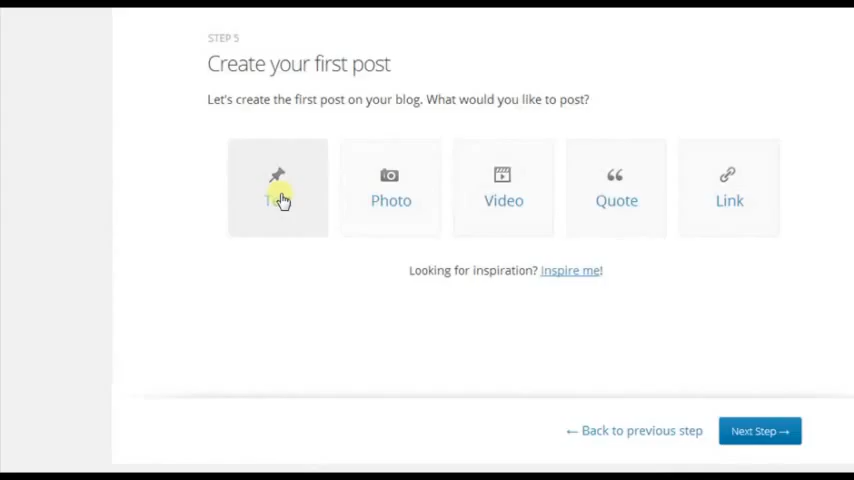 STEP 5
Create your first post
Let's create the first post on your blog. What would you like to post?
Photo
Video
Quote
Link
Looking for inspiration? Inspire me!
← Back to previous step
Next Step →